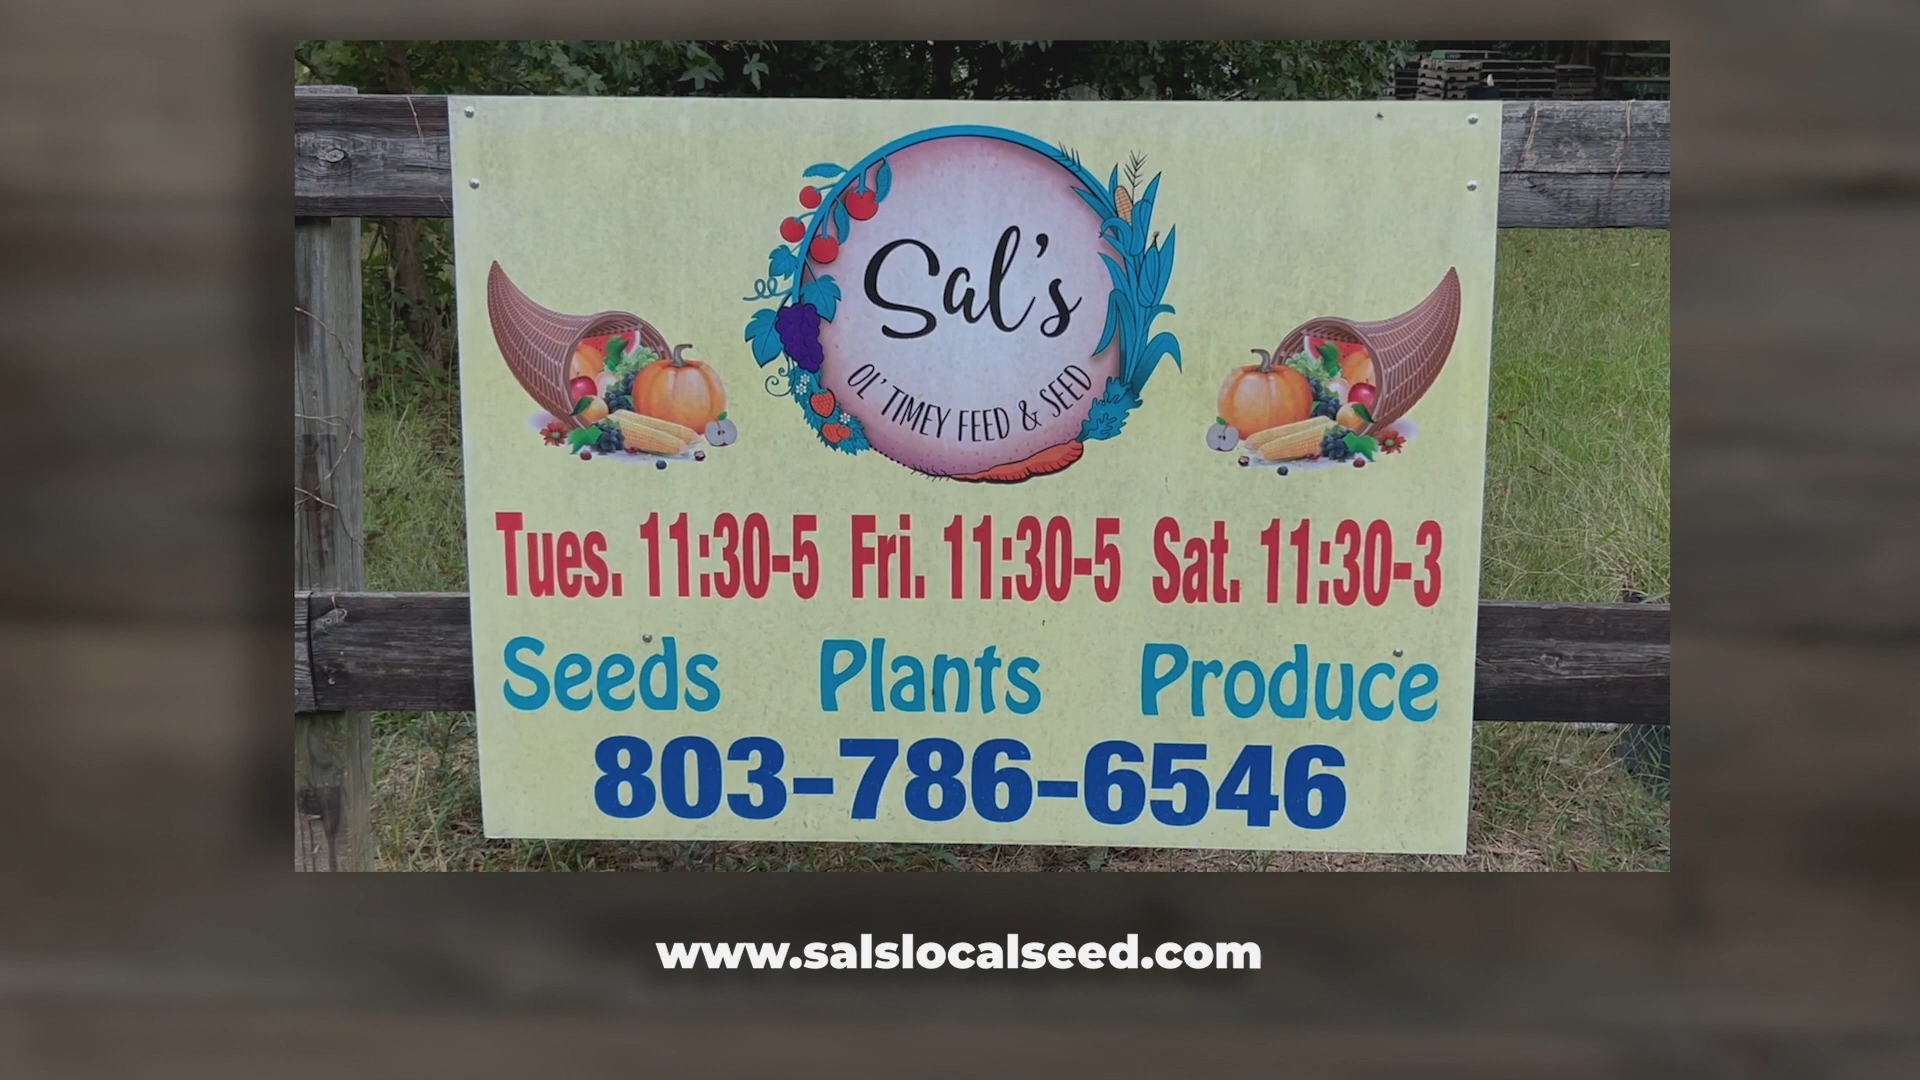 Sal's
OL' TIMEY FEED & SEED
Tues. 11:30-5 Fri. 11:30-5 Sat. 11:30-3
Seeds Plants Produce
803-786-6546
www.salslocalseed.com